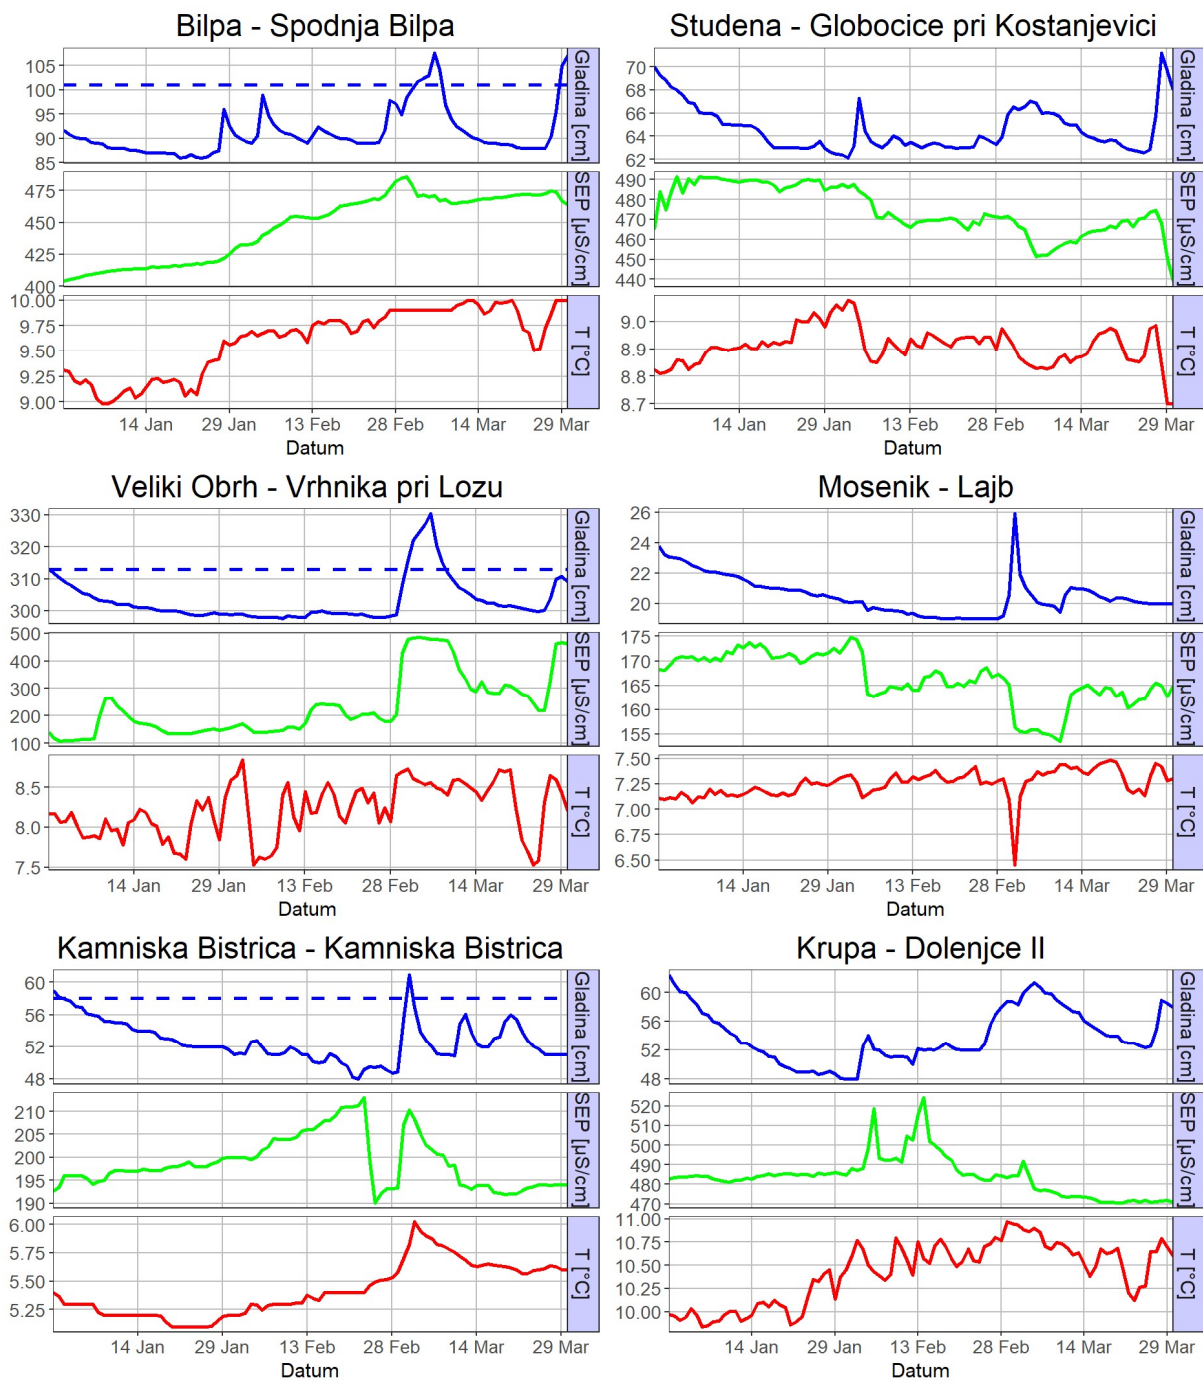 Bilpa - Spodnja Bilpa
105
100
95
90
85
Gladina [cm]
475
450
425
400
SEP [µS/cm]
10.00
9.75
9.50
9.25
9.00
T [°C]
14 Jan 29 Jan 13 Feb 28 Feb 14 Mar 29 Mar
Datum
Studena - Globocice pri Kostanjevici
70
68
66
64
62
Gladina [cm]
490
480
470
460
450
440
SEP [µS/cm]
9.0
8.9
8.8
8.7
T [°C]
14 Jan 29 Jan 13 Feb 28 Feb 14 Mar 29 Mar
Datum
Veliki Obrh - Vrhnika pri Lozu
330
320
310
300
Gladina [cm]
500
400
300
200
100
SEP [µS/cm]
8.5
8.0
7.5
T [°C]
14 Jan 29 Jan 13 Feb 28 Feb 14 Mar 29 Mar
Datum
Mosenik - Lajb
26
24
22
20
Gladina [cm]
175
170
165
160
155
SEP [µS/cm]
7.50
7.25
7.00
6.75
6.50
T [°C]
14 Jan 29 Jan 13 Feb 28 Feb 14 Mar 29 Mar
Datum
Kamniska Bistrica - Kamniska Bistrica
60
56
52
48
Gladina [cm]
210
205
200
195
190
SEP [µS/cm]
6.00
5.75
5.50
5.25
T [°C]
14 Jan 29 Jan 13 Feb 28 Feb 14 Mar 29 Mar
Datum
Krupa - Dolenjce II
60
56
52
48
Gladina [cm]
520
510
500
490
480
470
SEP [µS/cm]
11.00
10.75
10.50
10.25
10.00
T [°C]
14 Jan 29 Jan 13 Feb 28 Feb 14 Mar 29 Mar
Datum